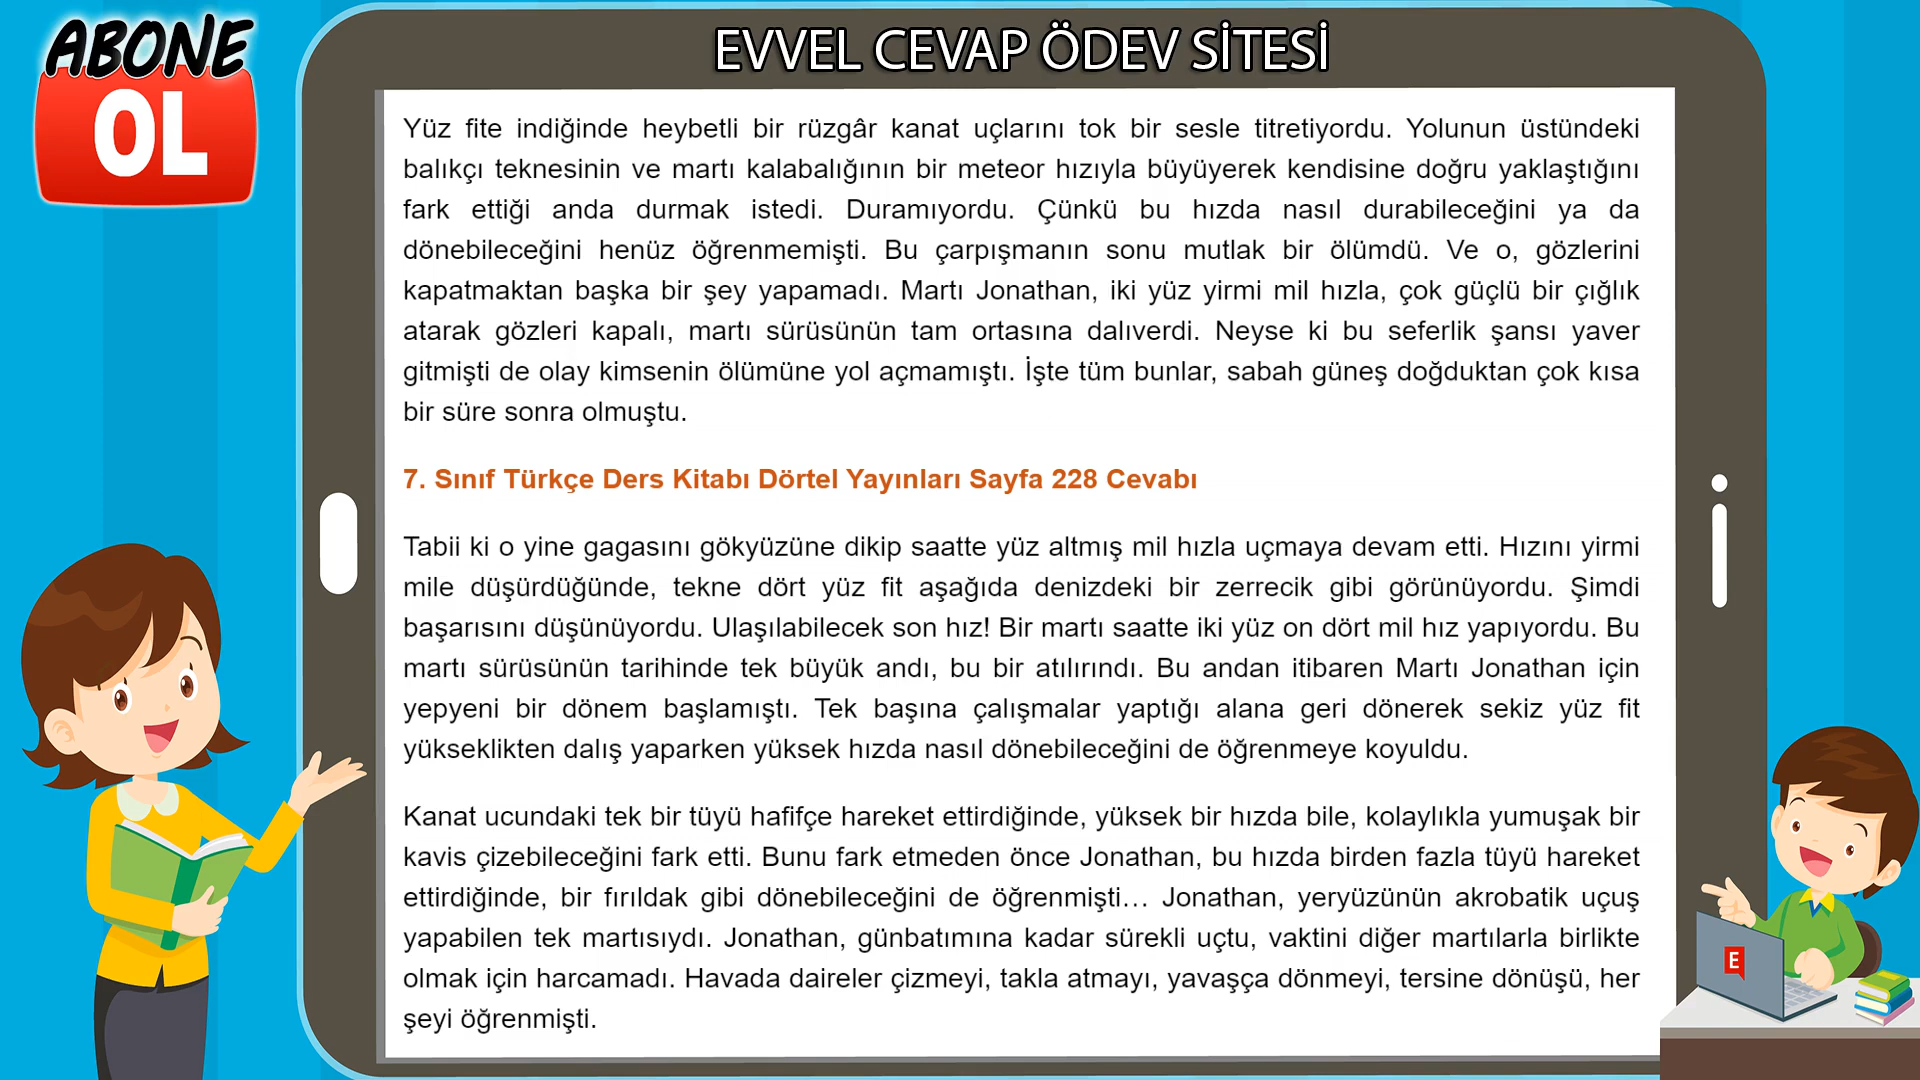 ABONE
OL
EVVEL CEVAP ÖDEV SİTESİ
Yüz fite indiğinde heybetli bir rüzgâr kanat uçlarını tok bir sesle titretiyordu. Yolunun üstündeki
balıkçı teknesinin ve martı kalabalığının bir meteor hızıyla büyüyerek kendisine doğru yaklaştığını
fark ettiği anda durmak istedi. Duramıyordu. Çünkü bu hızda nasıl durabileceğini ya da
dönebileceğini henüz öğrenmemişti. Bu çarpışmanın sonu mutlak bir ölümdü. Ve o, gözlerini
kapatmaktan başka bir şey yapamadı. Martı Jonathan, iki yüz yirmi mil hızla, çok güçlü bir çığlık
atarak gözleri kapalı, martı sürüsünün tam ortasına dalıverdi. Neyse ki bu seferlik şansı yaver
gitmişti de olay kimsenin ölümüne yol açmamıştı. İşte tüm bunlar, sabah güneş doğduktan çok kısa
bir süre sonra olmuştu.
7. Sınıf Türkçe Ders Kitabı Dörtel Yayınları Sayfa 228 Cevabı
Tabii ki o yine gagasını gökyüzüne dikip saatte yüz altmış mil hızla uçmaya devam etti. Hızını yirmi
mile düşürdüğünde, tekne dört yüz fit aşağıda denizdeki bir zerrecik gibi görünüyordu. Şimdi
başarısını düşünüyordu. Ulaşılabilecek son hız! Bir martı saatte iki yüz on dört mil hız yapıyordu. Bu
martı sürüsünün tarihinde tek büyük andı, bu bir atılırındı. Bu andan itibaren Martı Jonathan için
yepyeni bir dönem başlamıştı. Tek başına çalışmalar yaptığı alana geri dönerek sekiz yüz fit
yükseklikten dalış yaparken yüksek hızda nasıl dönebileceğini de öğrenmeye koyuldu.
Kanat ucundaki tek bir tüyü hafifçe hareket ettirdiğinde, yüksek bir hızda bile, kolaylıkla yumuşak bir
kavis çizebileceğini fark etti. Bunu fark etmeden önce Jonathan, bu hızda birden fazla tüyü hareket
ettirdiğinde, bir fırıldak gibi dönebileceğini de öğrenmişti… Jonathan, yeryüzünün akrobatik uçuş
yapabilen tek martısıydı. Jonathan, günbatımına kadar sürekli uçtu, vaktini diğer martılarla birlikte
olmak için harcamadı. Havada daireler çizmeyi, takla atmayı, yavaşça dönmeyi, tersine dönüşü, her
şeyi öğrenmişti.
E